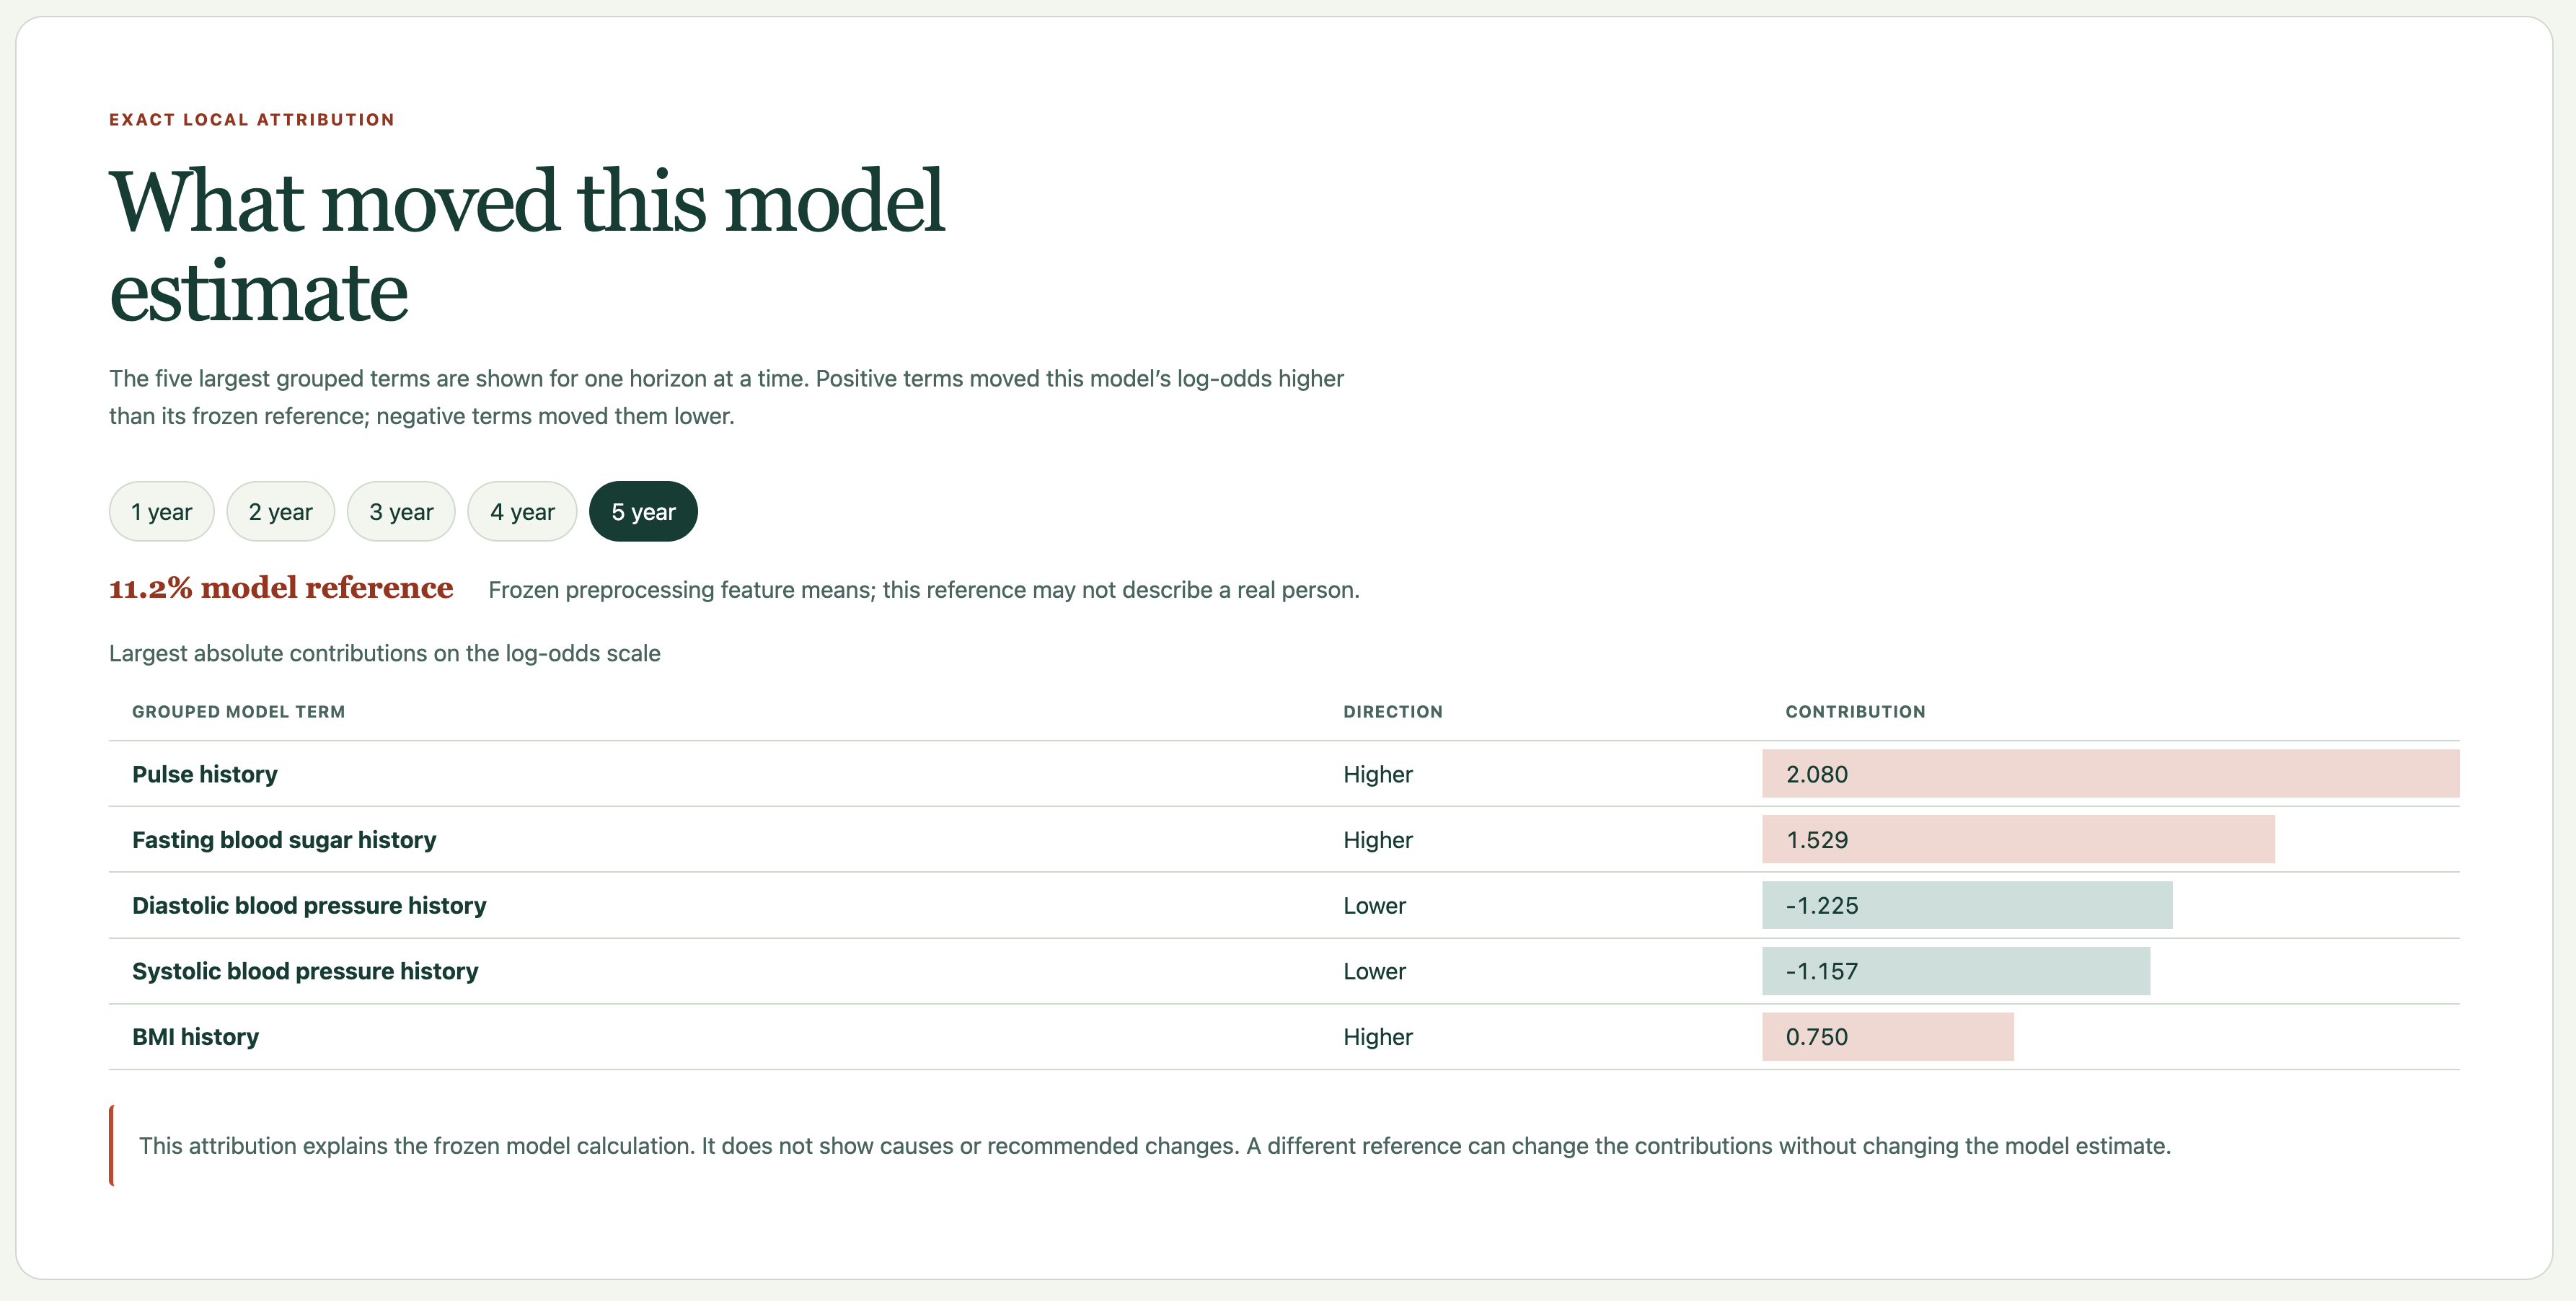 EXACT LOCAL ATTRIBUTION
What moved this model
estimate
The five largest grouped terms are shown for one horizon at a time. Positive terms moved this model’s log-odds higher
than its frozen reference; negative terms moved them lower.
1 year 2 year 3 year 4 year 5 year
11.2% model reference Frozen preprocessing feature means; this reference may not describe a real person.
Largest absolute contributions on the log-odds scale
GROUPED MODEL TERM DIRECTION CONTRIBUTION
Pulse history Higher 2.080
Fasting blood sugar history Higher 1.529
Diastolic blood pressure history Lower -1.225
Systolic blood pressure history Lower -1.157
BMI history Higher 0.750
This attribution explains the frozen model calculation. It does not show causes or recommended changes. A different reference can change the contributions without changing the model estimate.